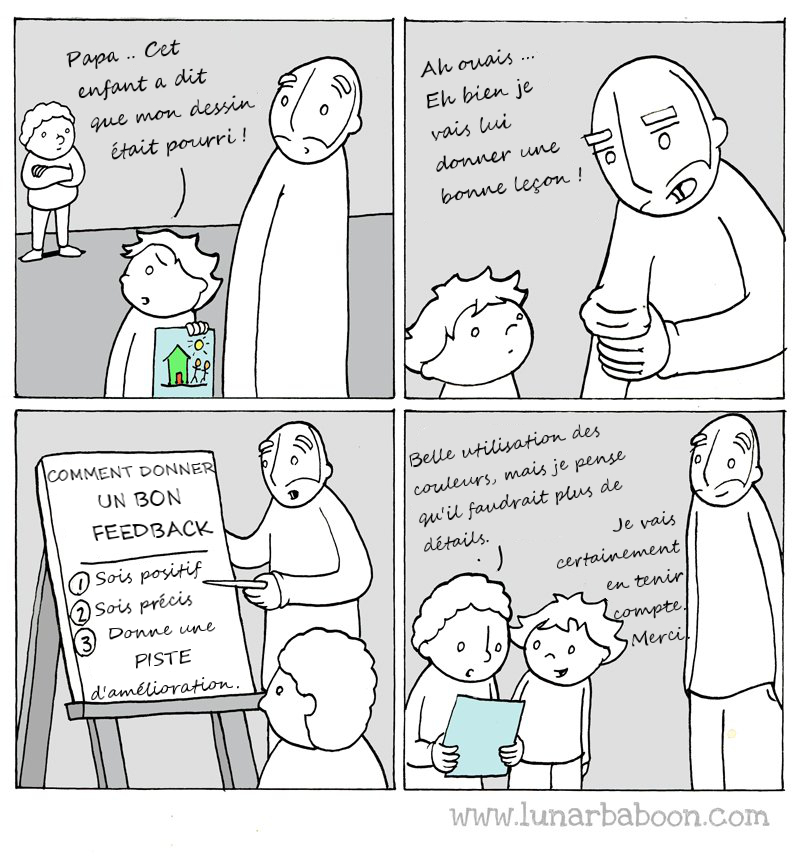 Papa .. Cet
enfant a dit
que mon dessin
était pourri !
Ah ouais ...
Eh bien je
vais lui
donner une
bonne leçon !
COMMENT DONNER
UN BON
FEEDBACK
1 Sois positif
2 Sois précis
3 Donne une
PISTE
d'amélioration.
Belle utilisation des
couleurs, mais je pense
qu'il faudrait plus de
détails.
Je vais
certainement
en tenir
compte.
Merci.
www.lunarbaboon.com